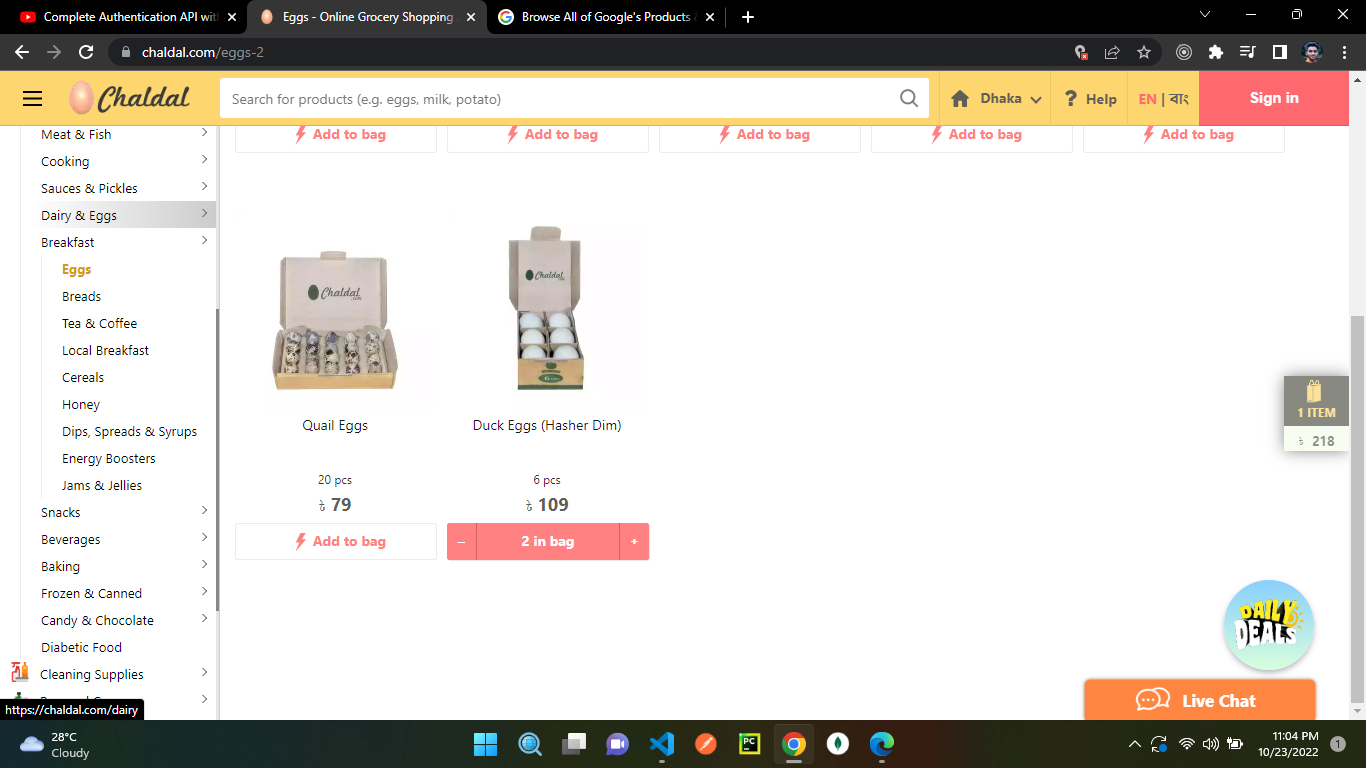 Complete Authentication API wit
Eggs - Online Grocery Shopping
Browse All of Google's Products
chaldal.com/eggs-2
Chaldal
Search for products (e.g. eggs, milk, potato)
Dhaka
? Help
EN | বাং
Sign in
Meat & Fish
Cooking
Sauces & Pickles
Dairy & Eggs
Breakfast
Eggs
Breads
Tea & Coffee
Local Breakfast
Cereals
Honey
Dips, Spreads & Syrups
Energy Boosters
Jams & Jellies
Snacks
Beverages
Baking
Frozen & Canned
Candy & Chocolate
Diabetic Food
Cleaning Supplies
https://chaldal.com/dairy
Add to bag
Add to bag
Add to bag
Add to bag
Add to bag
Chaldal.com
Quail Eggs
20 pcs
৳ 79
Add to bag
Chaldal.com
Duck Eggs (Hasher Dim)
6 pcs
৳ 109
– 2 in bag +
1 ITEM
৳ 218
DAILY
DEALS
Live Chat
28°C
Cloudy
PC
11:04 PM
10/23/2022
1